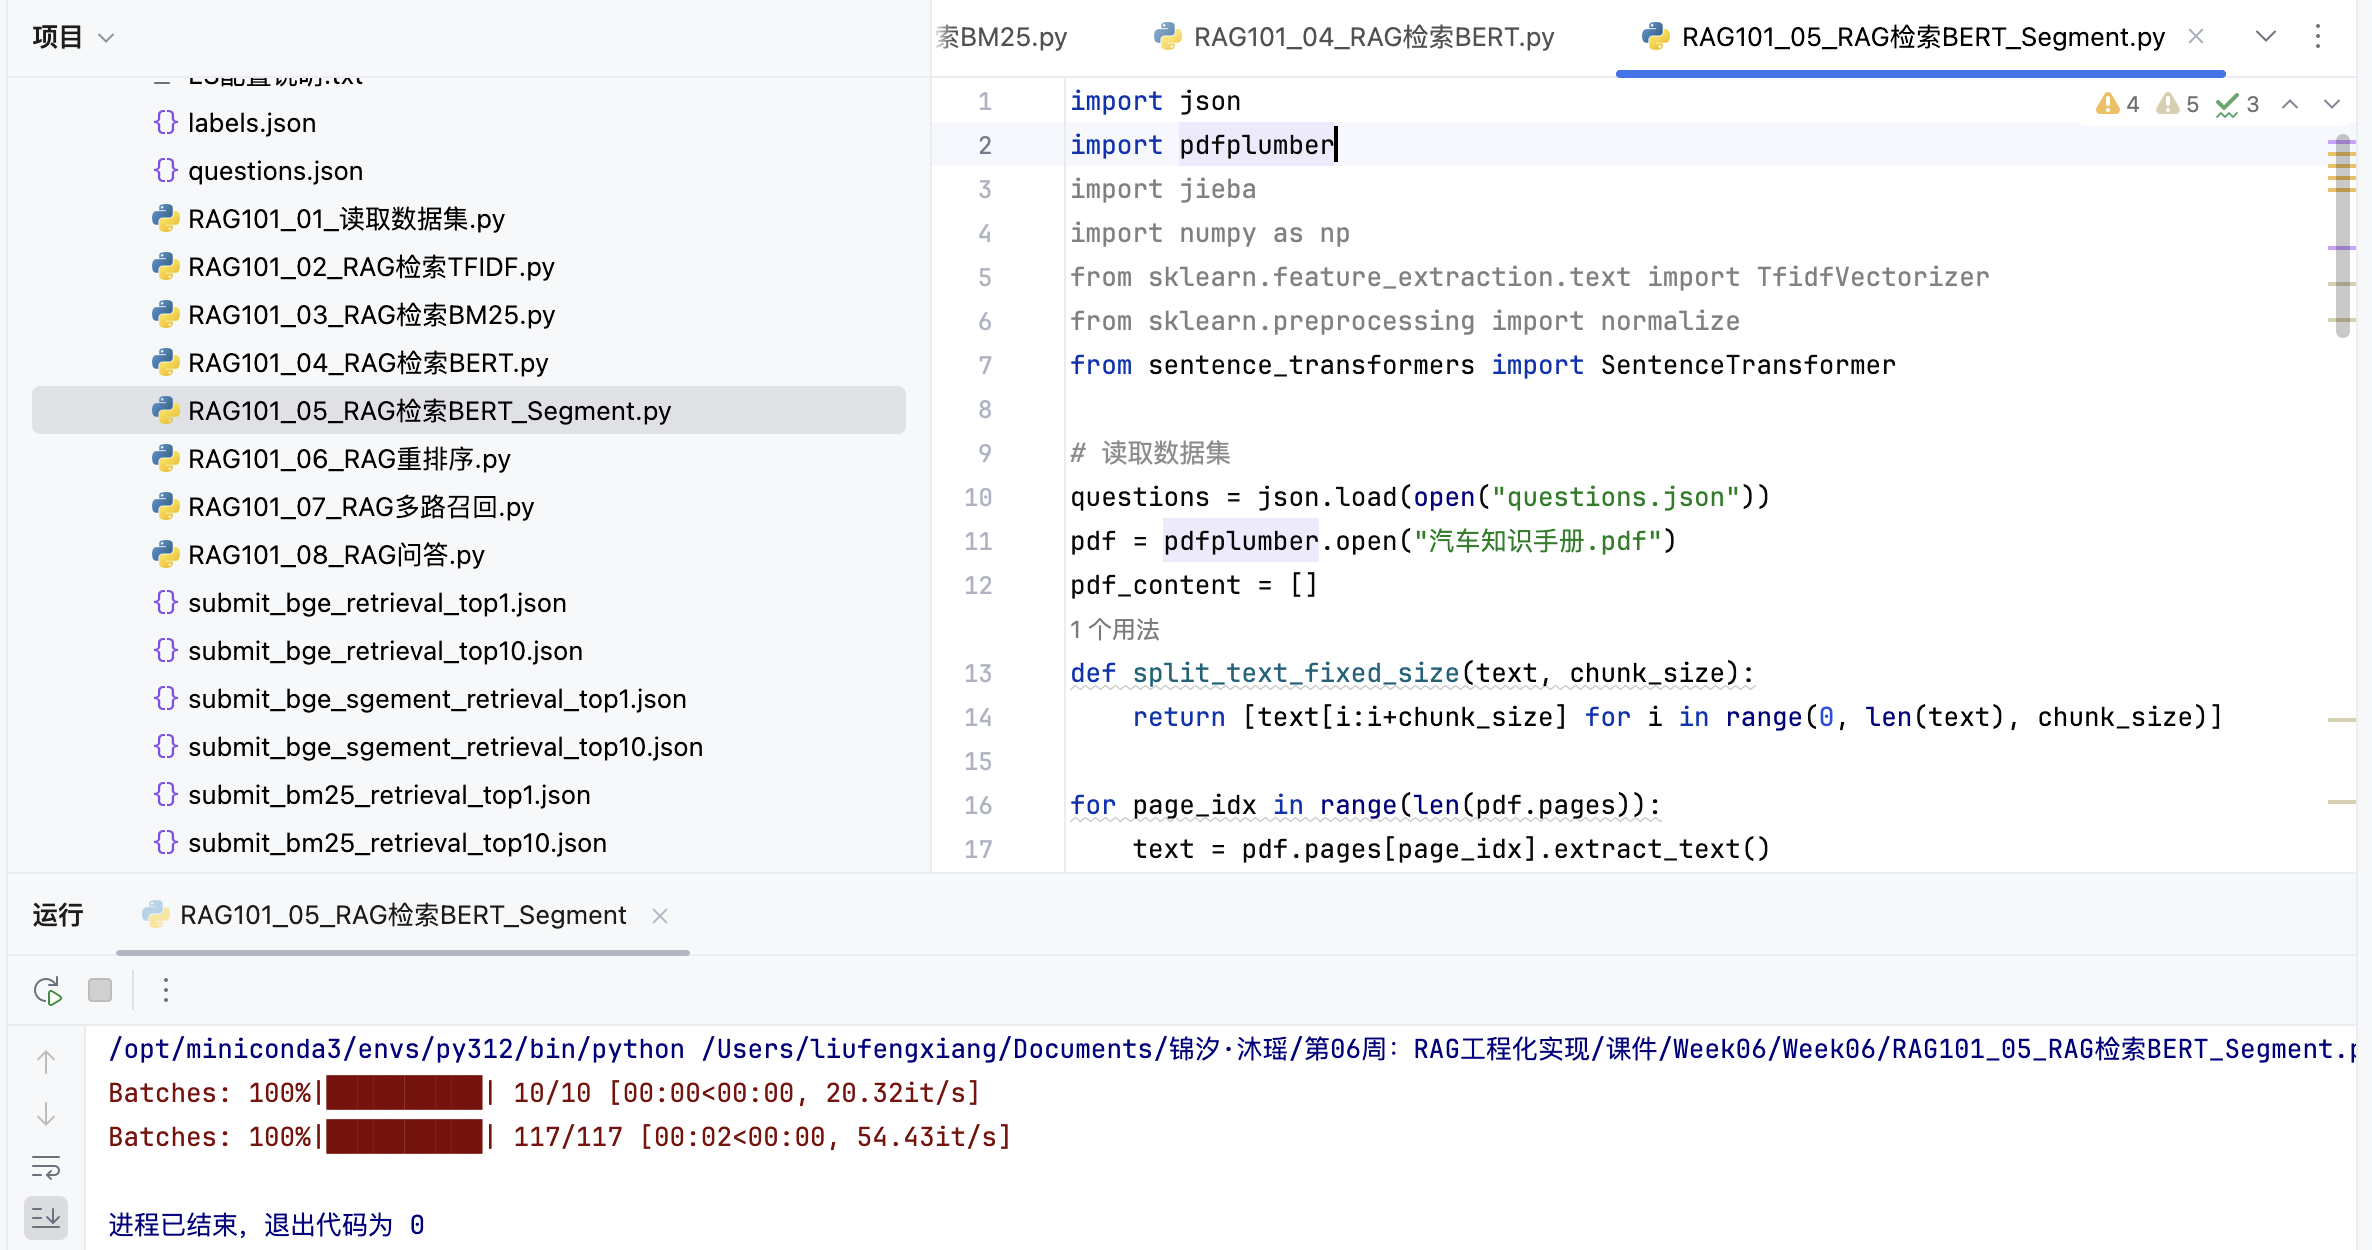 项目
ES配置说明.txt
labels.json
questions.json
RAG101_01_读取数据集.py
RAG101_02_RAG检索TFIDF.py
RAG101_03_RAG检索BM25.py
RAG101_04_RAG检索BERT.py
RAG101_05_RAG检索BERT_Segment.py
RAG101_06_RAG重排序.py
RAG101_07_RAG多路召回.py
RAG101_08_RAG问答.py
submit_bge_retrieval_top1.json
submit_bge_retrieval_top10.json
submit_bge_sgement_retrieval_top1.json
submit_bge_sgement_retrieval_top10.json
submit_bm25_retrieval_top1.json
submit_bm25_retrieval_top10.json
索BM25.py RAG101_04_RAG检索BERT.py RAG101_05_RAG检索BERT_Segment.py
4 5 3
1 import json
2 import pdfplumber
3 import jieba
4 import numpy as np
5 from sklearn.feature_extraction.text import TfidfVectorizer
6 from sklearn.preprocessing import normalize
7 from sentence_transformers import SentenceTransformer
8
9 # 读取数据集
10 questions = json.load(open("questions.json"))
11 pdf = pdfplumber.open("汽车知识手册.pdf")
12 pdf_content = []
1 个用法
13 def split_text_fixed_size(text, chunk_size):
14 return [text[i:i+chunk_size] for i in range(0, len(text), chunk_size)]
15
16 for page_idx in range(len(pdf.pages)):
17 text = pdf.pages[page_idx].extract_text()
运行 RAG101_05_RAG检索BERT_Segment
/opt/miniconda3/envs/py312/bin/python /Users/liufengxiang/Documents/锦汐·沐瑶/第06周：RAG工程化实现/课件/Week06/Week06/RAG101_05_RAG检索BERT_Segment.p
Batches: 100%|██████████| 10/10 [00:00<00:00, 20.32it/s]
Batches: 100%|██████████| 117/117 [00:02<00:00, 54.43it/s]
进程已结束，退出代码为 0